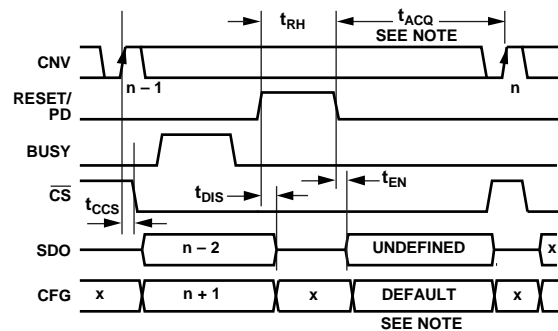 tRH
tACQ
SEE NOTE
CNV
n – 1
n
RESET/
PD
BUSY
tEN
CS
tDIS
tCCS
SDO
n – 2
UNDEFINED
x
CFG
x
n + 1
x
DEFAULT
x
SEE NOTE